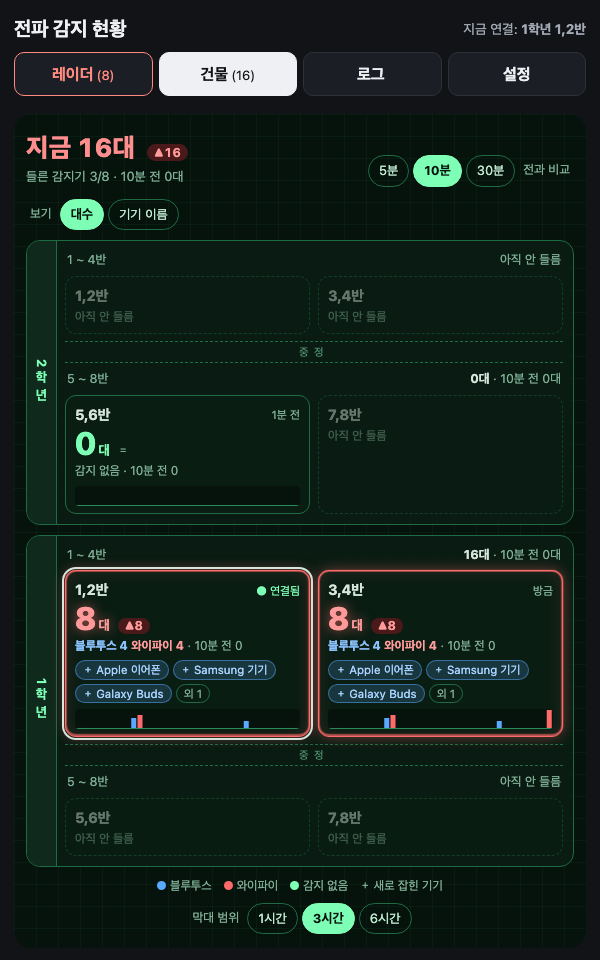 전파 감지 현황
지금 연결: 1학년 1,2반
레이더 (8)
건물 (16)
로그
설정
지금 16대 ▲16
들른 감지기 3/8 · 10분 전 0대
5분 10분 30분 전과 비교
보기 대수 기기 이름
2학년
1 ~ 4반 아직 안 들름
1,2반
아직 안 들름
3,4반
아직 안 들름
중 정
5 ~ 8반 0대 · 10분 전 0대
5,6반 1분 전
0대 =
감지 없음 · 10분 전 0
7,8반
아직 안 들름
1학년
1 ~ 4반 16대 · 10분 전 0대
1,2반 연결됨
8대 ▲8
블루투스 4 와이파이 4 · 10분 전 0
+ Apple 이어폰 + Samsung 기기
+ Galaxy Buds 외 1
3,4반 방금
8대 ▲8
블루투스 4 와이파이 4 · 10분 전 0
+ Apple 이어폰 + Samsung 기기
+ Galaxy Buds 외 1
중 정
5 ~ 8반 아직 안 들름
5,6반
아직 안 들름
7,8반
아직 안 들름
블루투스 와이파이 감지 없음 + 새로 잡힌 기기
막대 범위 1시간 3시간 6시간